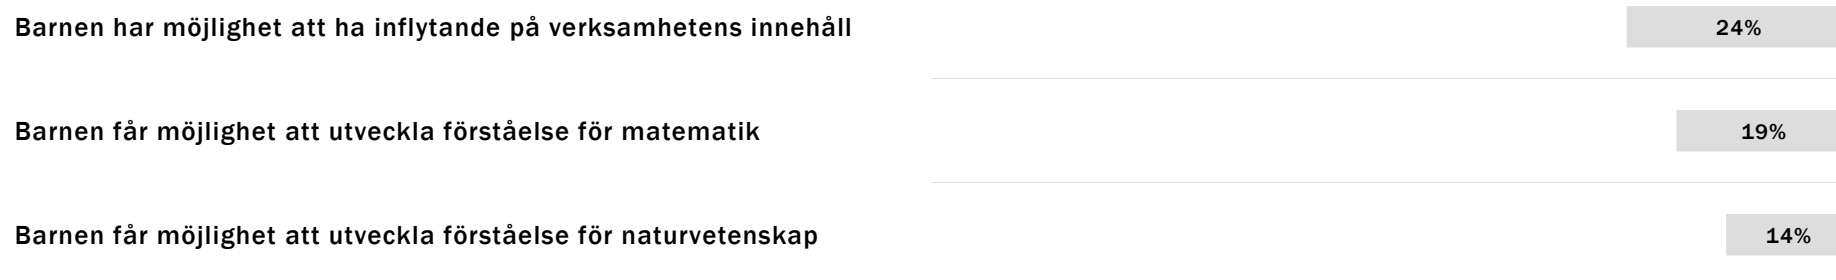 Barnen har möjlighet att ha inflytande på verksamhetens innehåll 24%
Barnen får möjlighet att utveckla förståelse för matematik 19%
Barnen får möjlighet att utveckla förståelse för naturvetenskap 14%